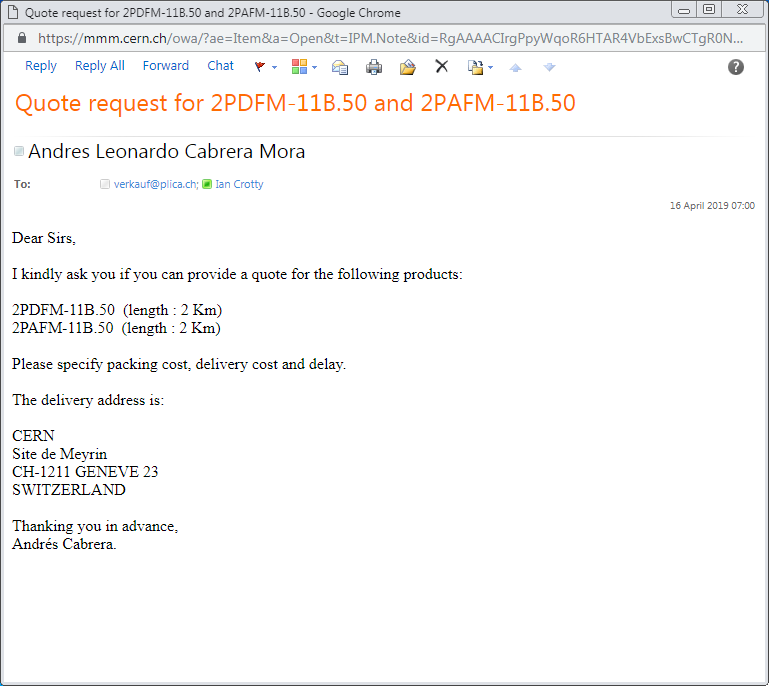 Quote request for 2PDFM-11B.50 and 2PAFM-11B.50 - Google Chrome
https://mmm.cern.ch/owa/?ae=Item&a=Open&t=IPM.Note&id=RgAAAACIrgPpyWqoR6HTAR4VbExsBwCTgR0N...
Reply Reply All Forward Chat
Quote request for 2PDFM-11B.50 and 2PAFM-11B.50
Andres Leonardo Cabrera Mora
To: verkauf@plica.ch; Ian Crotty
16 April 2019 07:00
Dear Sirs,
I kindly ask you if you can provide a quote for the following products:
2PDFM-11B.50 (length : 2 Km)
2PAFM-11B.50 (length : 2 Km)
Please specify packing cost, delivery cost and delay.
The delivery address is:
CERN
Site de Meyrin
CH-1211 GENEVE 23
SWITZERLAND
Thanking you in advance,
Andrés Cabrera.